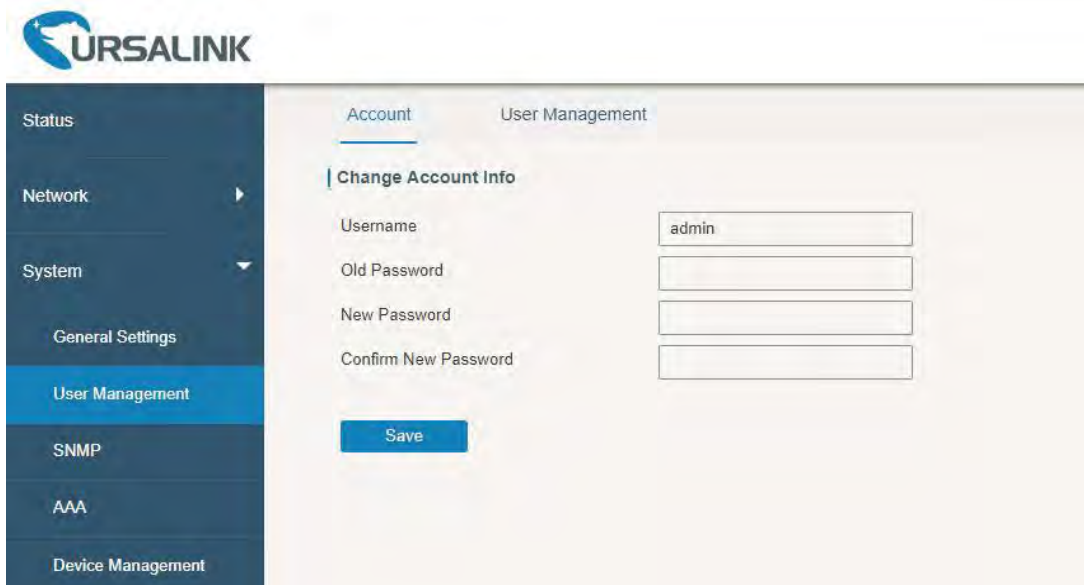 URSALINK
Status
Network
System
General Settings
User Management
SNMP
AAA
Device Management
Account User Management
Change Account Info
Username admin
Old Password
New Password
Confirm New Password
Save